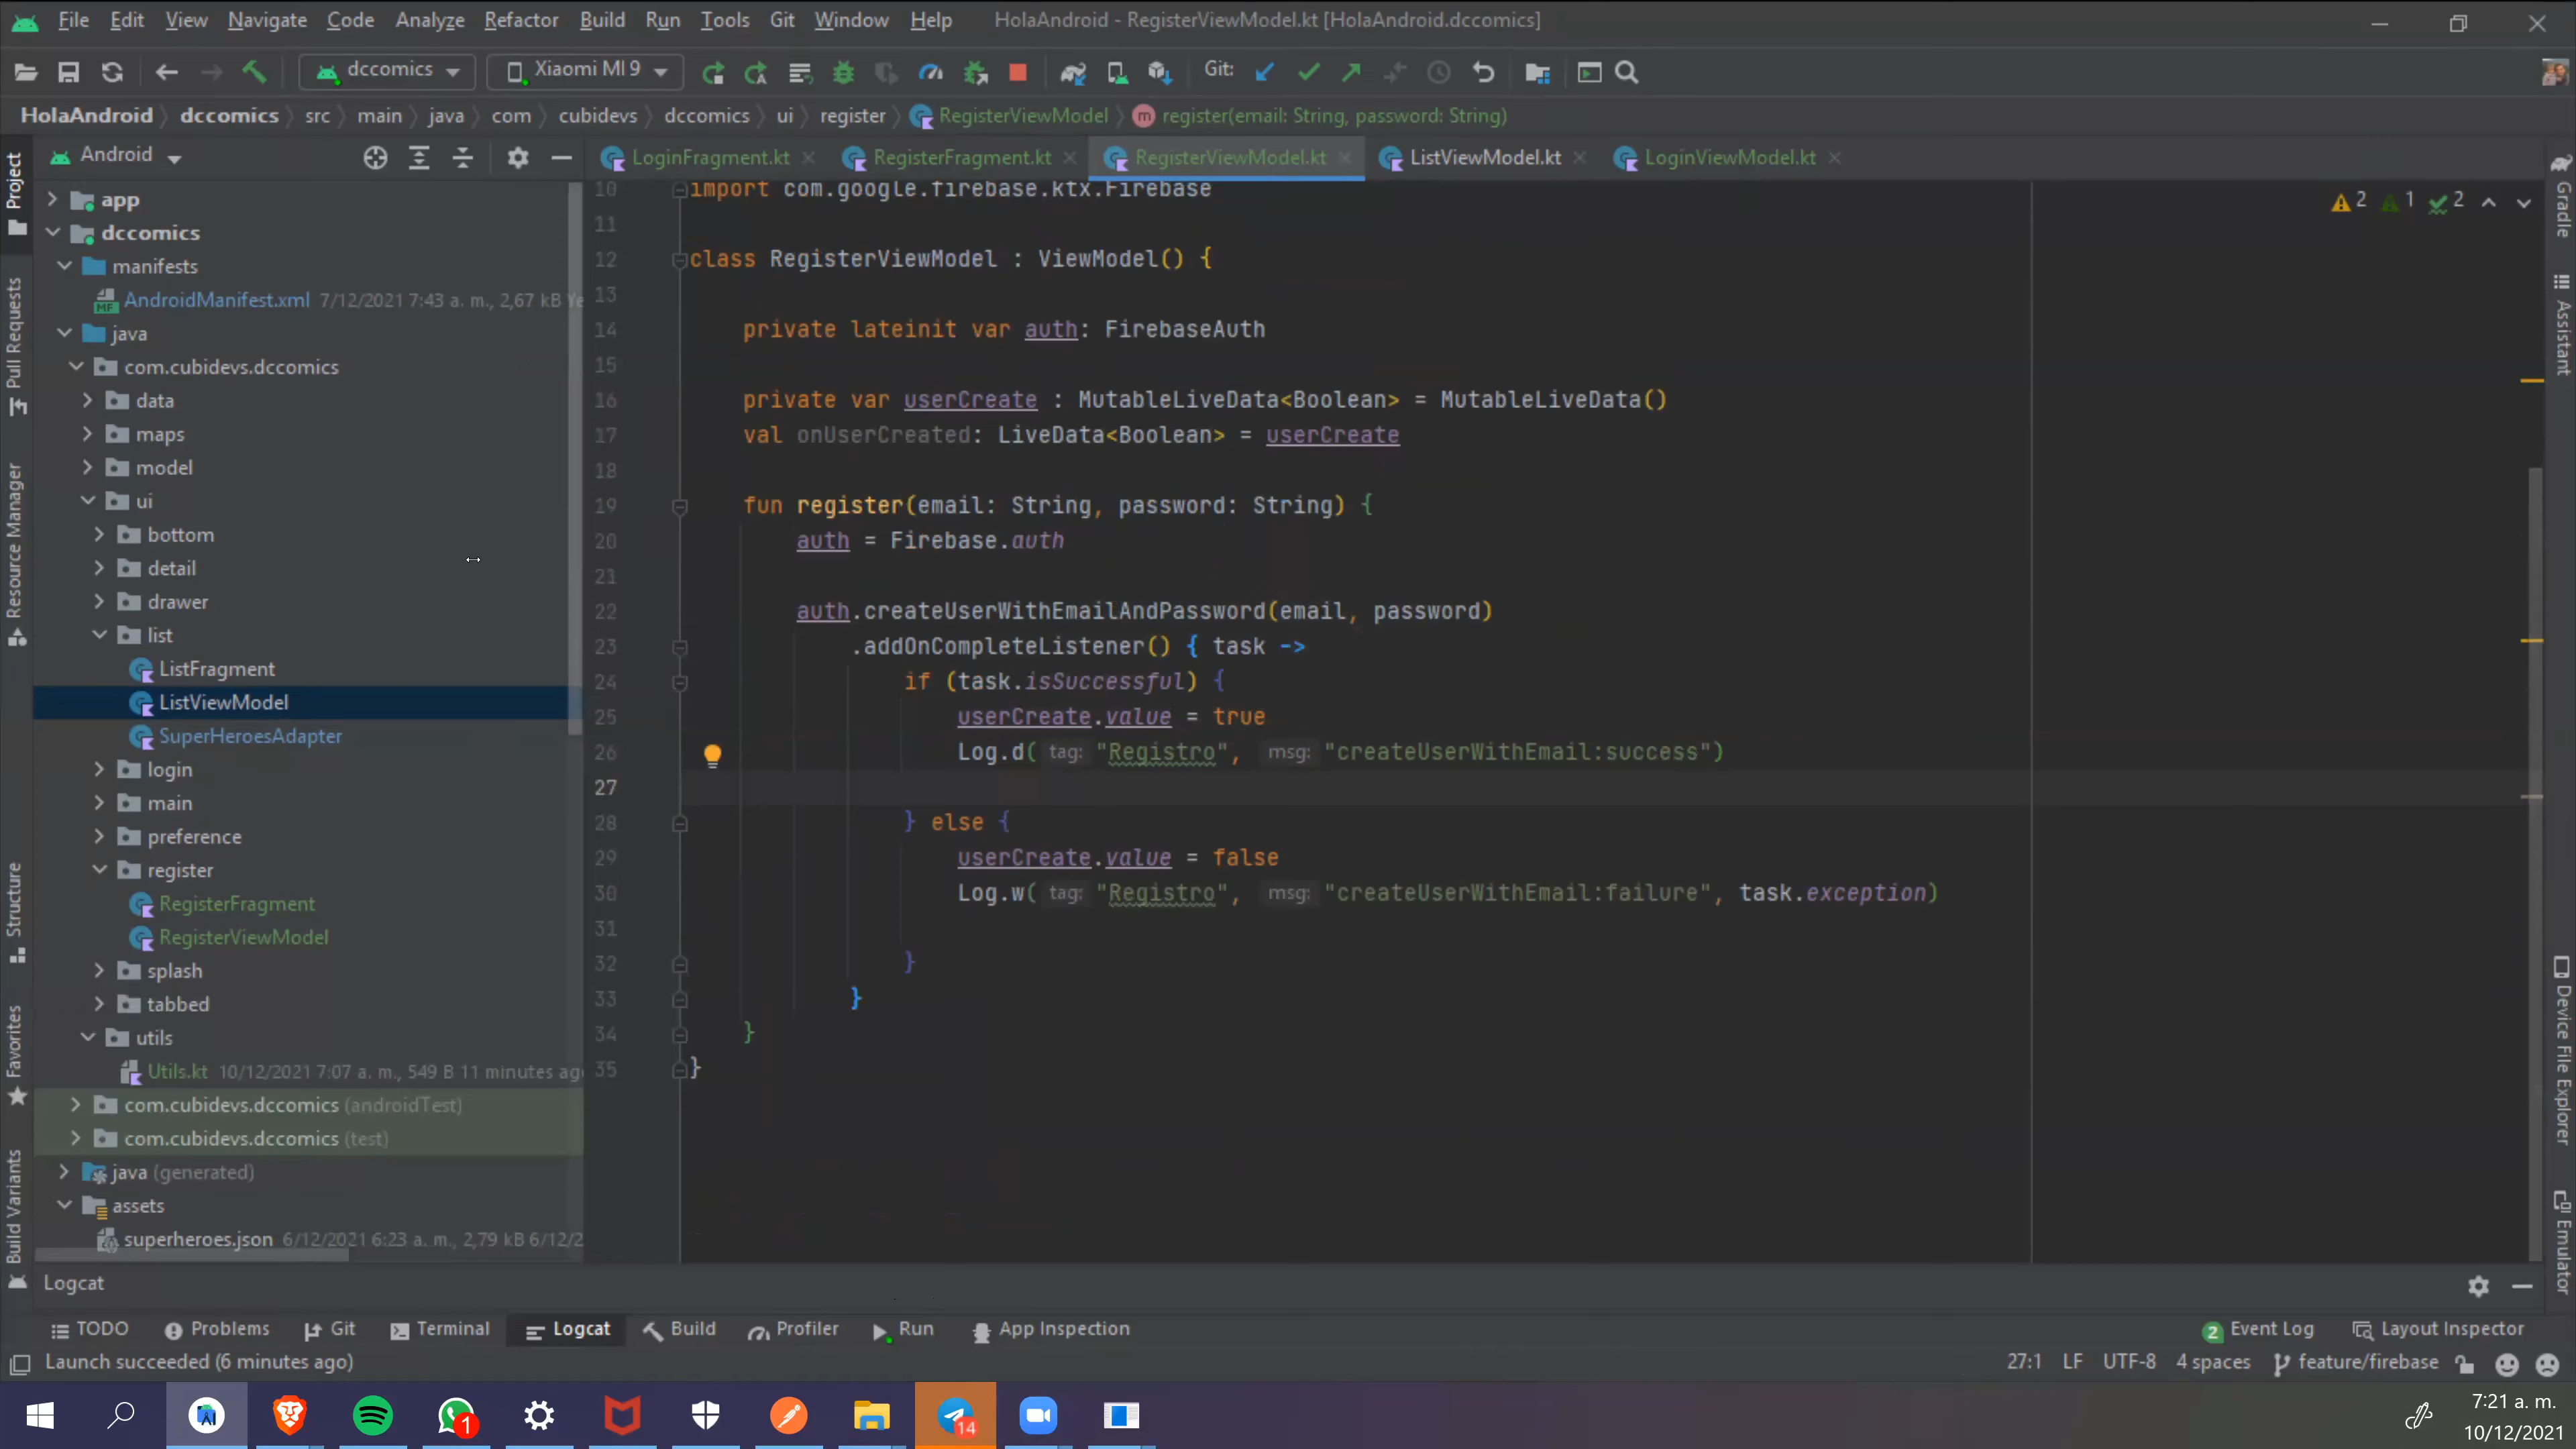 File Edit View Navigate Code Analyze Refactor Build Run Tools Git Window Help HolaAndroid - RegisterViewModel.kt [HolaAndroid.dccomics]
dccomics Xiaomi MI 9 Git:
HolaAndroid dccomics src main java com cubidevs dccomics ui register RegisterViewModel m register(email: String, password: String)
Project
Pull Requests
Resource Manager
Structure
Favorites
Build Variants
Android
app
dccomics
manifests
AndroidManifest.xml 7/12/2021 7:43 a. m., 2,67 kB Ye
java
com.cubidevs.dccomics
data
maps
model
ui
bottom
detail
drawer
list
ListFragment
ListViewModel
SuperHeroesAdapter
login
main
preference
register
RegisterFragment
RegisterViewModel
splash
tabbed
utils
Utils.kt 10/12/2021 7:07 a. m., 549 B 11 minutes ago
com.cubidevs.dccomics (androidTest)
com.cubidevs.dccomics (test)
java (generated)
assets
superheroes.json 6/12/2021 6:23 a. m., 2,79 kB 6/12/2
LoginFragment.kt RegisterFragment.kt RegisterViewModel.kt ListViewModel.kt LoginViewModel.kt
2 1 2
10 import com.google.firebase.ktx.Firebase
11
12 class RegisterViewModel : ViewModel() {
13
14 private lateinit var auth: FirebaseAuth
15
16 private var userCreate : MutableLiveData<Boolean> = MutableLiveData()
17 val onUserCreated: LiveData<Boolean> = userCreate
18
19 fun register(email: String, password: String) {
20 auth = Firebase.auth
21
22 auth.createUserWithEmailAndPassword(email, password)
23 .addOnCompleteListener() { task ->
24 if (task.isSuccessful) {
25 userCreate.value = true
26 Log.d( tag: "Registro", msg: "createUserWithEmail:success")
27
28 } else {
29 userCreate.value = false
30 Log.w( tag: "Registro", msg: "createUserWithEmail:failure", task.exception)
31
32 }
33 }
34 }
35 }
Gradle
Assistant
Device File Explorer
Emulator
Logcat
TODO Problems Git Terminal Logcat Build Profiler Run App Inspection 2 Event Log Layout Inspector
Launch succeeded (6 minutes ago) 27:1 LF UTF-8 4 spaces feature/firebase
1 14
7:21 a. m.
10/12/2021